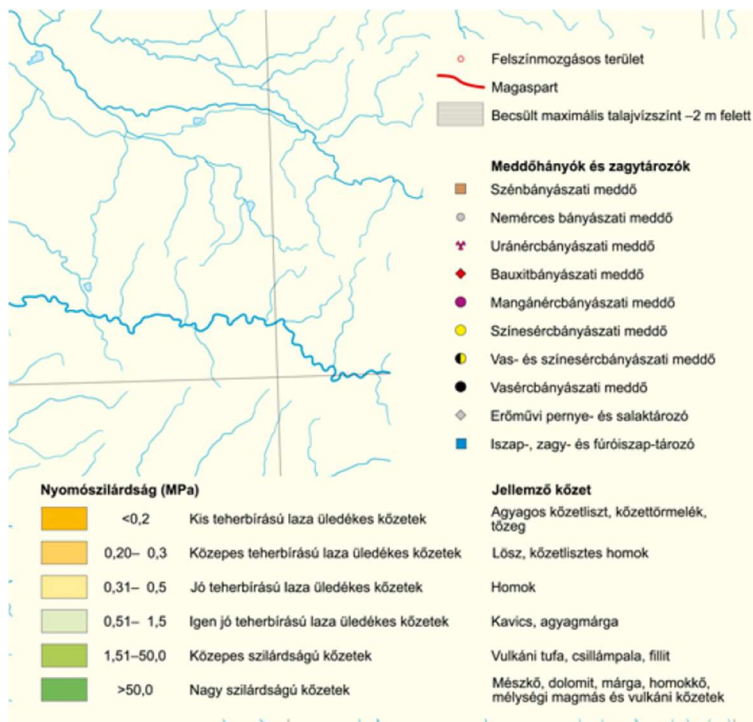 Felszínmozgásos terület
Magaspart
Becsült maximális talajvízszínt –2 m felett
Meddőhányók és zagytározók
Szénbányászati meddő
Nemérces bányászati meddő
Uránércbányászati meddő
Bauxitbányászati meddő
Mangánércbányászati meddő
Színesércbányászati meddő
Vas- és színesércbányászati meddő
Vasércbányászati meddő
Erőművi pernye- és salaktározó
Iszap-, zagy- és fúróiszap-tározó
Nyomószilárdság (MPa) Jellemző kőzet
<0,2 Kis teherbírású laza üledékes kőzetek Agyagos kőzetliszt, kőzettörmelék,
tőzeg
0,20– 0,3 Közepes teherbírású laza üledékes kőzetek Lösz, kőzetlisztes homok
0,31– 0,5 Jó teherbírású laza üledékes kőzetek Homok
0,51– 1,5 Igen jó teherbírású laza üledékes kőzetek Kavics, agyagmárga
1,51–50,0 Közepes szilárdságú kőzetek Vulkáni tufa, csillámpala, fillit
>50,0 Nagy szilárdságú kőzetek Mészkő, dolomit, márga, homokkő,
mélységi magmás és vulkáni kőzetek